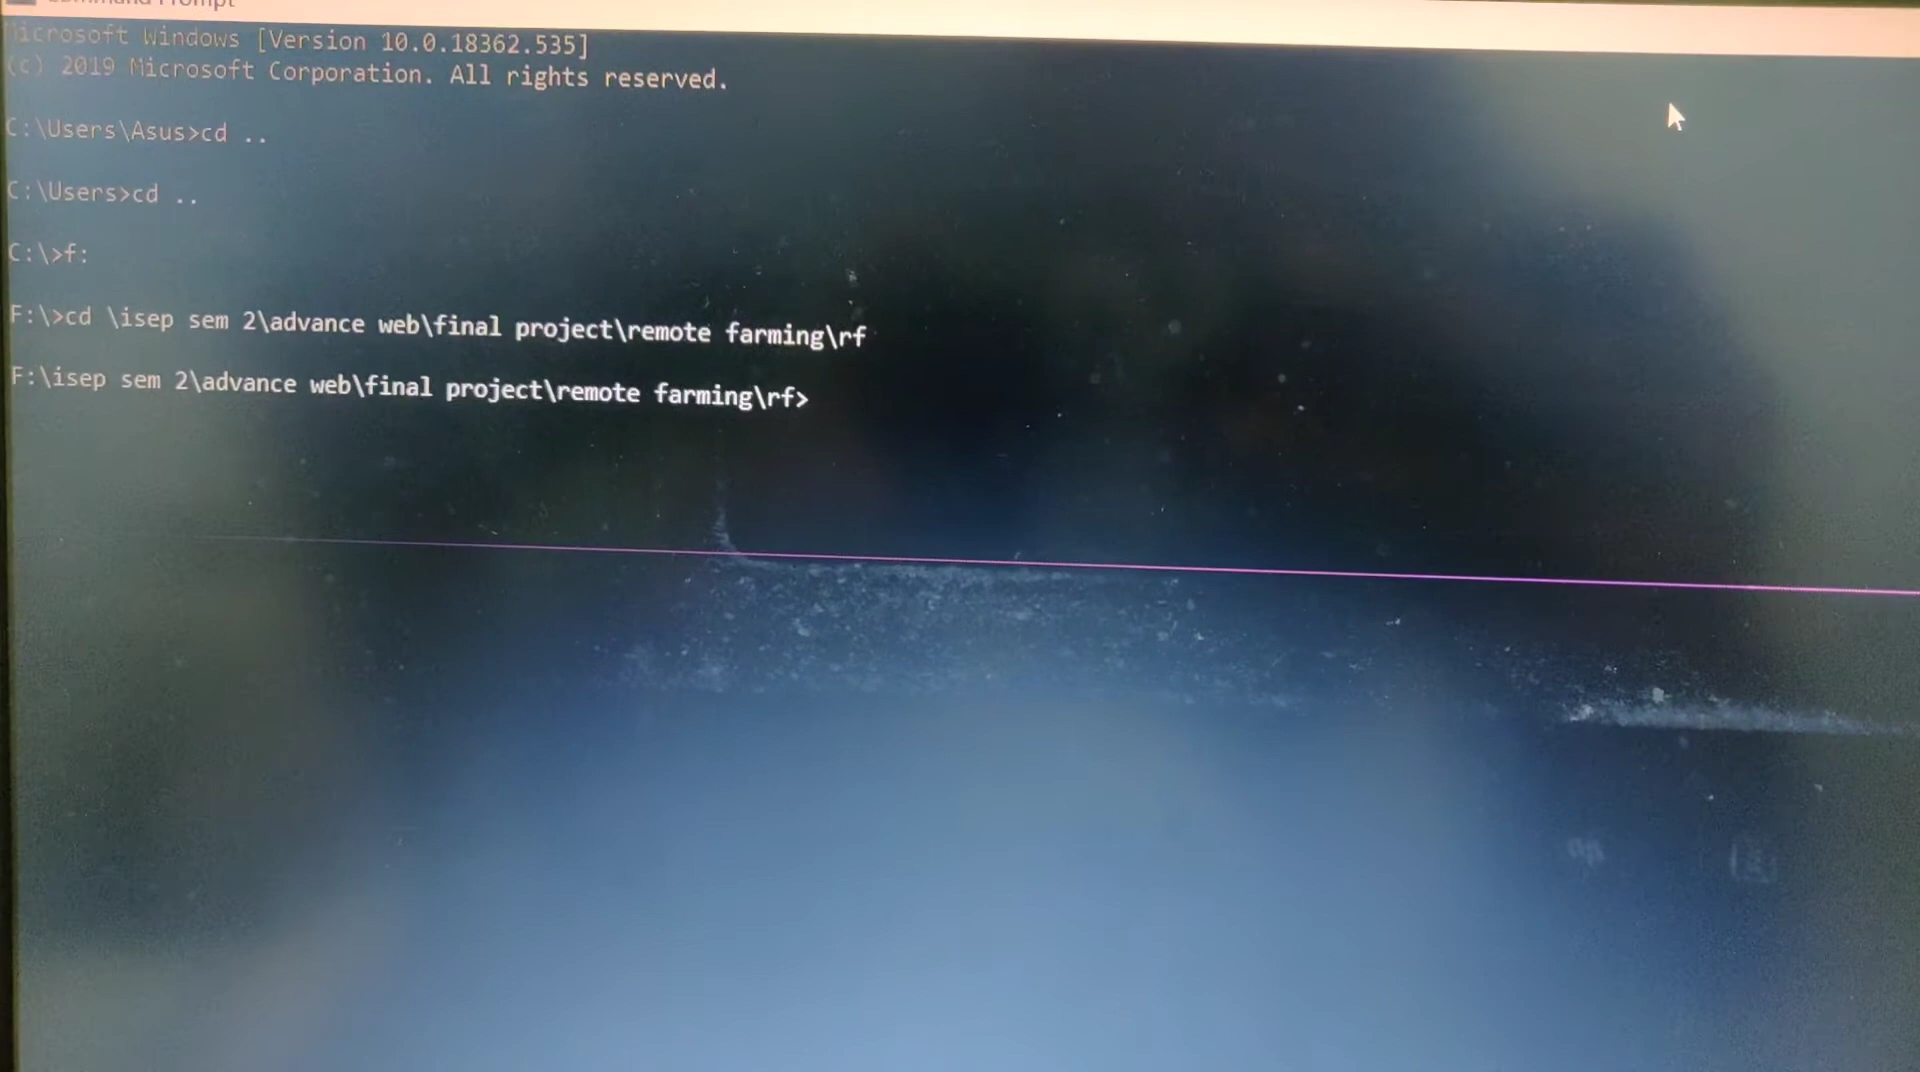 Command Prompt
Microsoft Windows [Version 10.0.18362.535]
(c) 2019 Microsoft Corporation. All rights reserved.
C:\Users\Asus>cd ..
C:\Users>cd ..
C:\>f:
F:\>cd \isep sem 2\advance web\final project\remote farming\rf
F:\isep sem 2\advance web\final project\remote farming\rf>